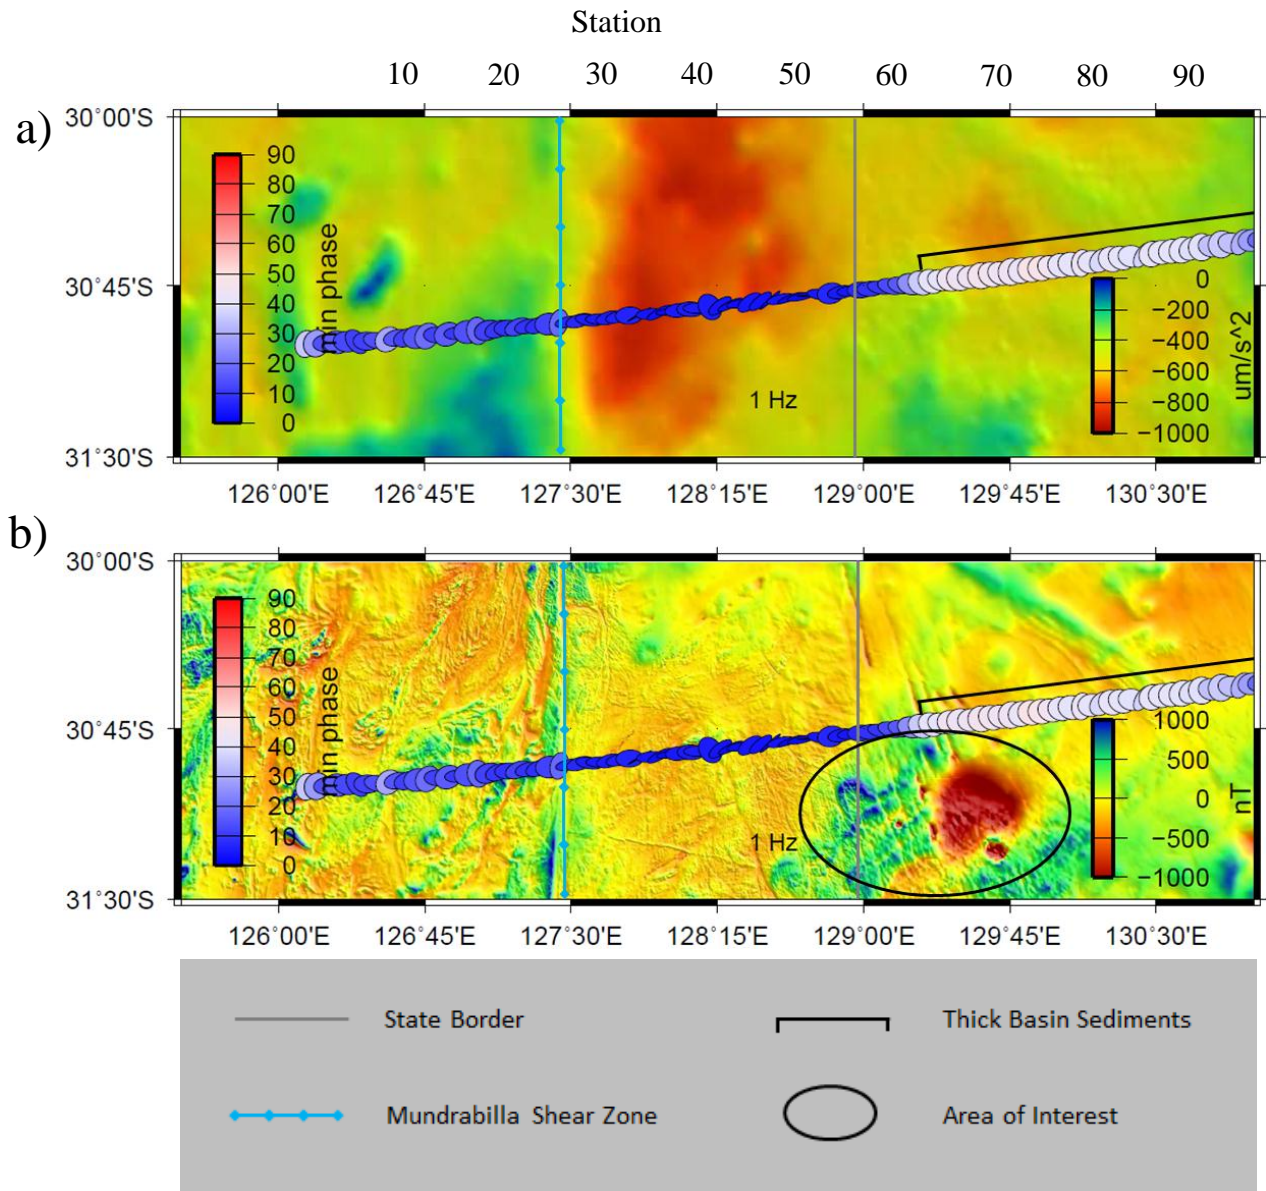 Station
10 20 30 40 50 60 70 80 90
a)
30°00'S
30°45'S
31°30'S
90
80
70
60
50
40
30
20
10
0
min phase
1 Hz
0
−200
−400
−600
−800
−1000
um/s^2
126°00'E 126°45'E 127°30'E 128°15'E 129°00'E 129°45'E 130°30'E
b)
30°00'S
30°45'S
31°30'S
90
80
70
60
50
40
30
20
10
0
min phase
1 Hz
1000
500
0
−500
−1000
nT
126°00'E 126°45'E 127°30'E 128°15'E 129°00'E 129°45'E 130°30'E
State Border
Thick Basin Sediments
Mundrabilla Shear Zone
Area of Interest